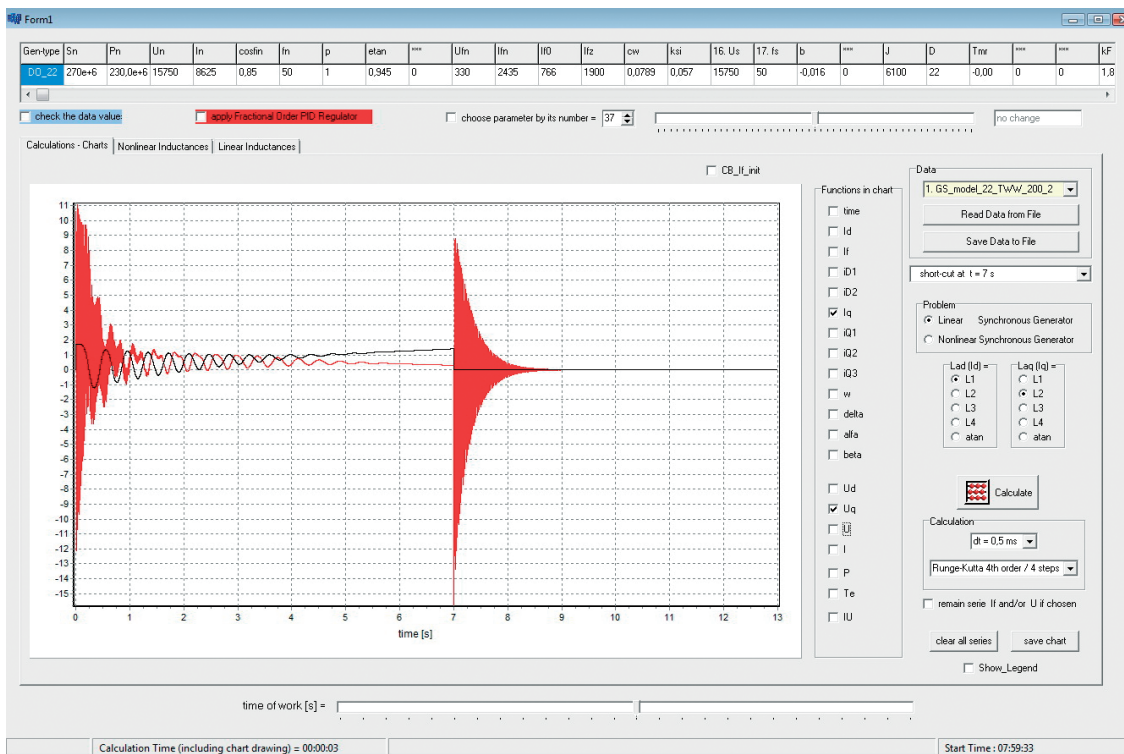 Form1
Gen-type Sn Pn Un In cosfin fn p etan *** Ufn Ifn If0 Ifz cw ksi 16. Us 17. fs b *** J D Tmr *** *** kF
DO_22 270e+6 230,0e+6 15750 8625 0,85 50 1 0,945 0 330 2435 766 1900 0,0789 0,057 15750 50 -0,016 0 6100 22 -0,00 0 0 1,8
check the data value: apply Fractional Order PID Regulator choose parameter by its number = 37 no change
Calculations - Charts Nonlinear Inductances Linear Inductances
CB_If_init
11
10
9
8
7
6
5
4
3
2
1
0
-1
-2
-3
-4
-5
-6
-7
-8
-9
-10
-11
-12
-13
-14
-15
0 1 2 3 4 5 6 7 8 9 10 11 12 13
time [s]
Functions in chart
time
Id
If
iD1
iD2
Iq
iQ1
iQ2
iQ3
w
delta
alfa
beta
Ud
Uq
U
I
P
Te
IU
Data
1. GS_model_22_TWW_200_2
Read Data from File
Save Data to File
short-cut at t = 7 s
Problem
Linear Synchronous Generator
Nonlinear Synchronous Generator
Lad (Id) = Laq (Iq) =
L1 L1
L2 L2
L3 L3
L4 L4
atan atan
Calculate
Calculation
dt = 0,5 ms
Runge-Kutta 4th order / 4 steps
remain serie If and/or U if chosen
clear all series save chart
Show_Legend
time of work [s] =
Calculation Time (including chart drawing) = 00:00:03 Start Time : 07:59:33